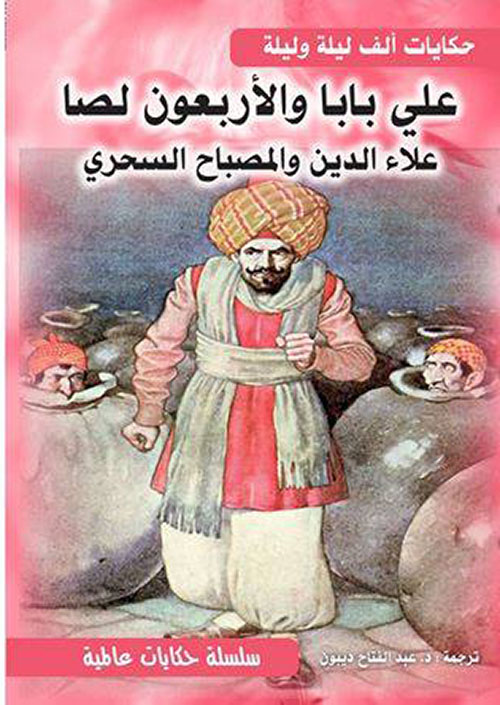 حكايات ألف ليلة وليلة
علي بابا والأربعون لصا
علاء الدين والمصباح السحري
سلسلة حكايات عالمية
ترجمة : د. عبد الفتاح ديبون